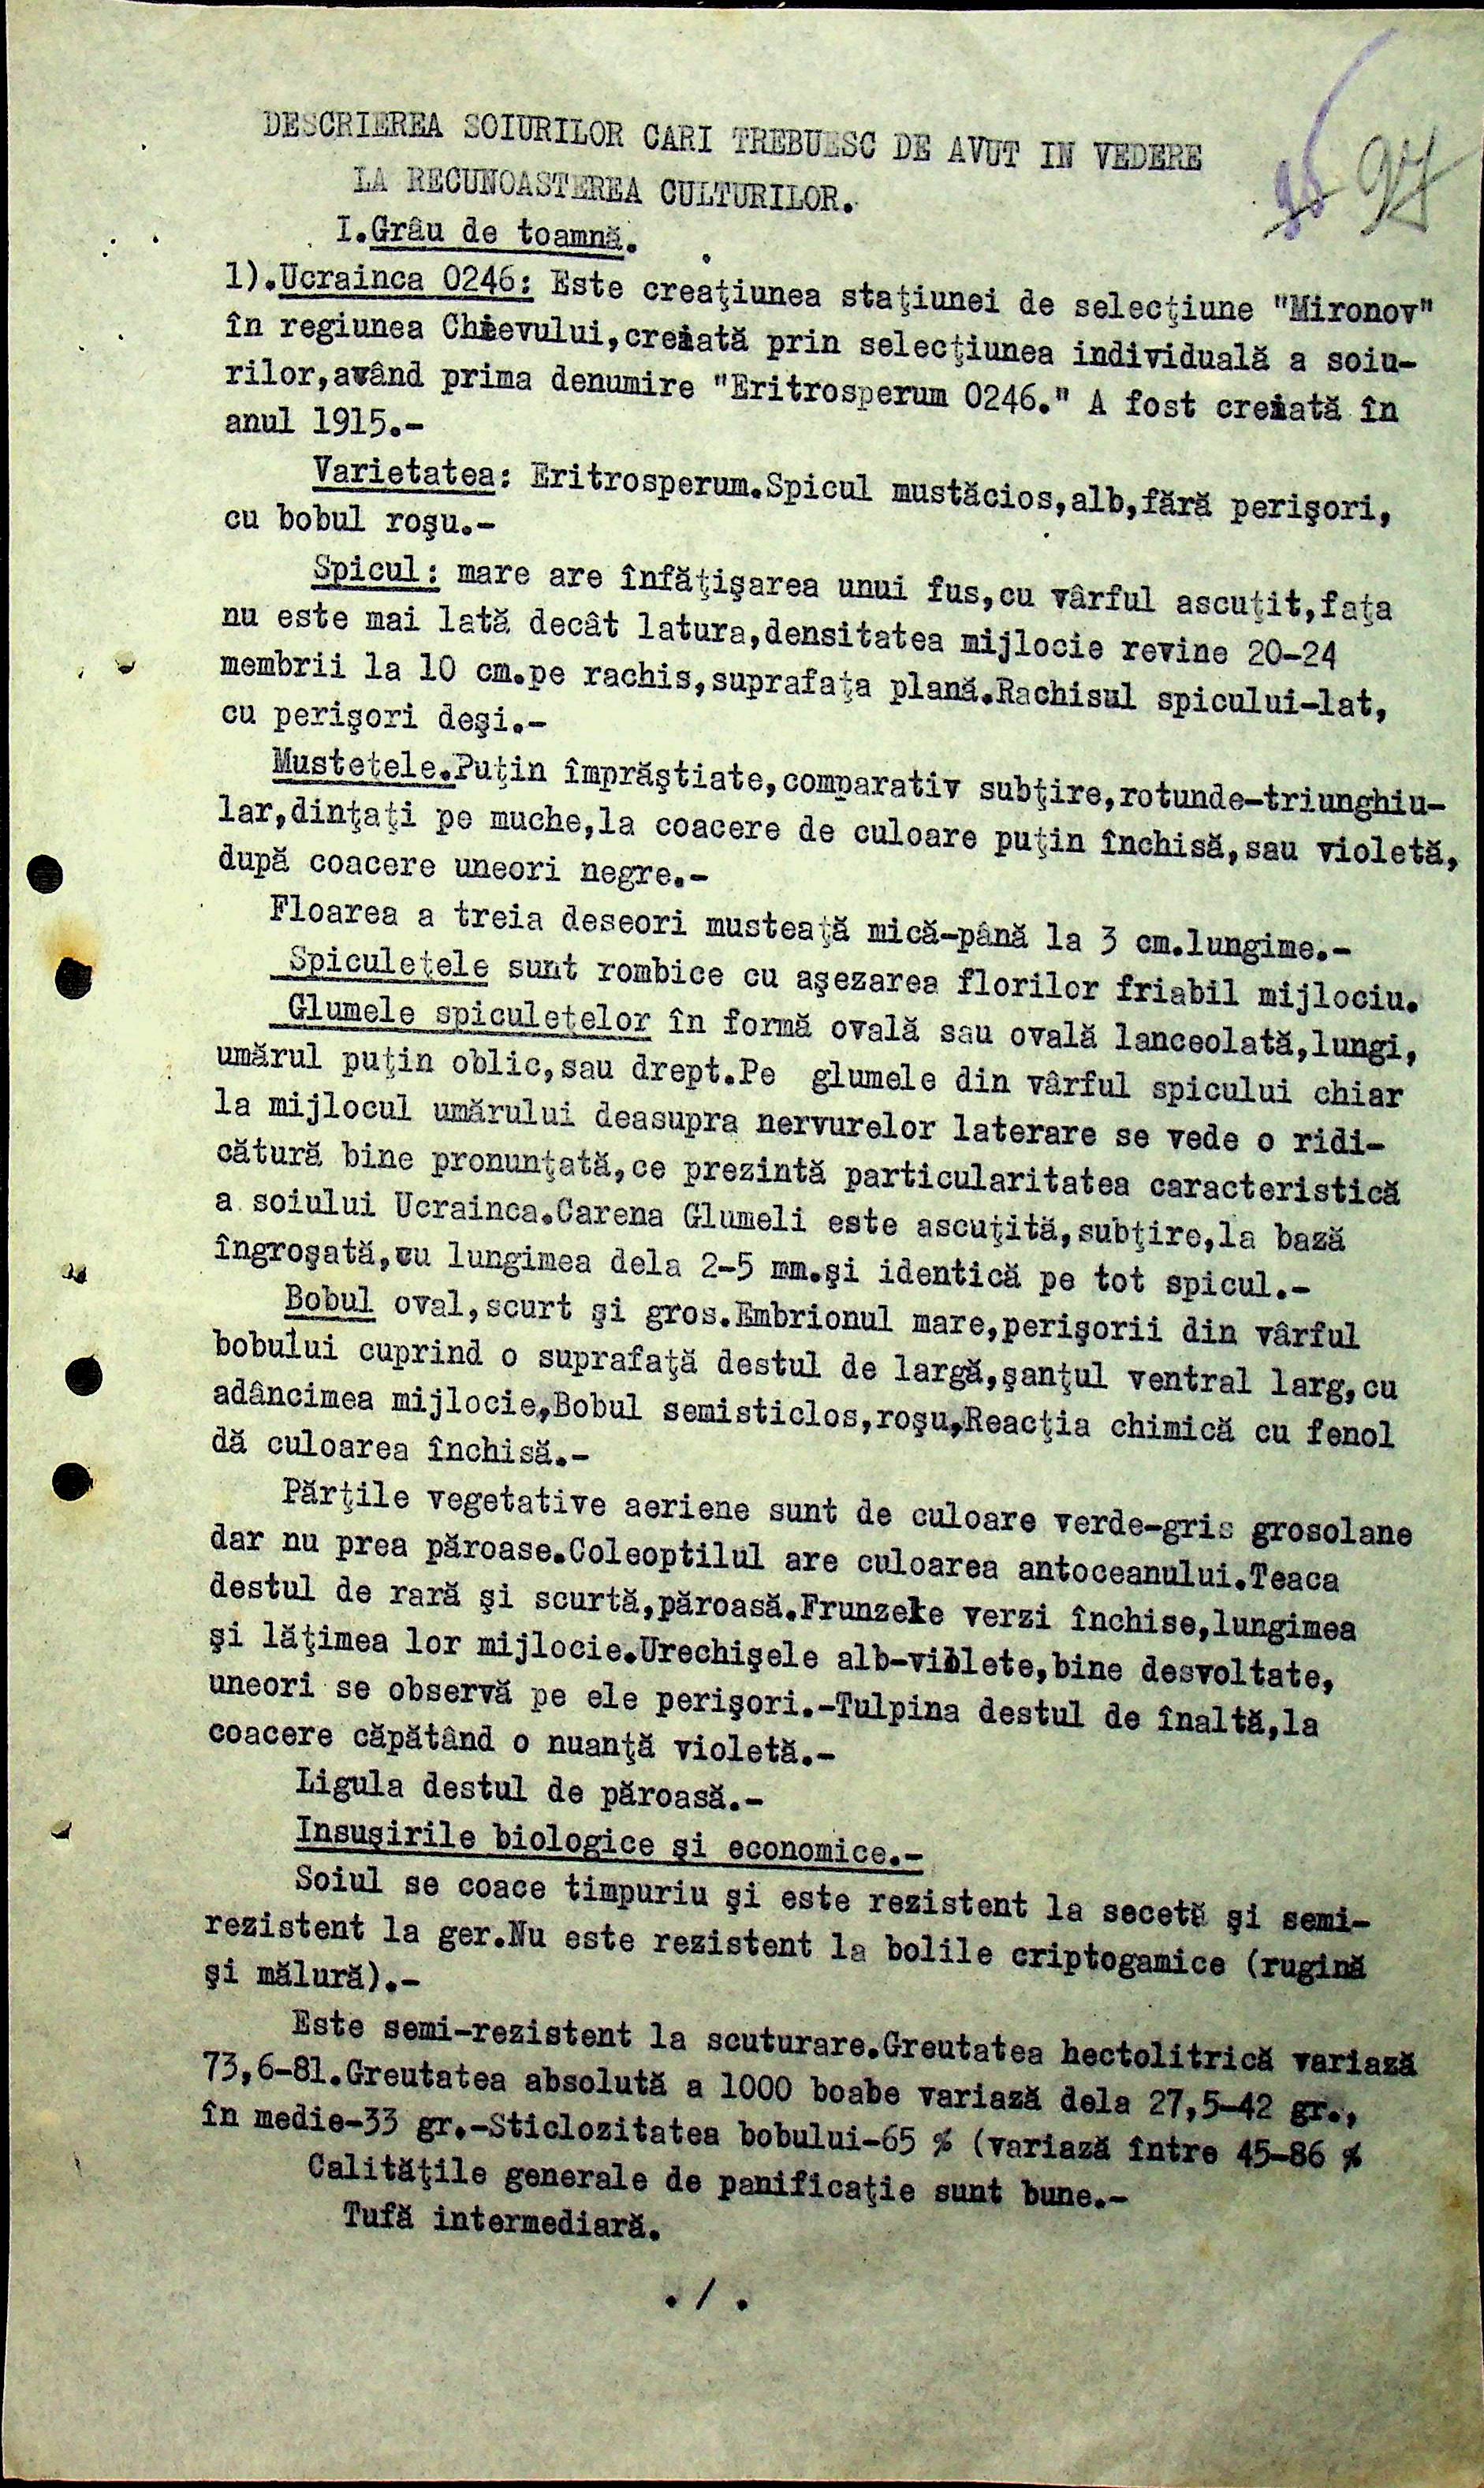 97
DESCRIEREA SOIURILOR CARI TREBUESC DE AVUT IN VEDERE
LA RECUNOASTEREA CULTURILOR.
I.Grâu de toamnă.
1).Ucrainca 0246: Este creaţiunea staţiunei de selecţiune "Mironov"
în regiunea Chievului,creiată prin selecţiunea individuală a soiu-
rilor,având prima denumire "Eritrosperum 0246." A fost creiată în
anul 1915.-
Varietatea: Eritrosperum.Spicul mustăcios,alb,fără perişori,
cu bobul roşu.-
Spicul: mare are înfăţişarea unui fus,cu vârful ascuţit,faţa
nu este mai lată decât latura,densitatea mijlocie revine 20-24
membrii la 10 cm.pe rachis,suprafaţa plană.Rachisul spicului-lat,
cu perişori deşi.-
Musteţele.Puţin împrăştiate,comparativ subţire,rotunde-triunghiu-
lar,dinţaţi pe muche,la coacere de culoare puţin închisă,sau violetă,
după coacere uneori negre.-
Floarea a treia deseori musteaţă mică-până la 3 cm.lungime.-
Spiculeţele sunt rombice cu aşezarea florilor friabil mijlociu.
Glumele spiculeţelor în formă ovală sau ovală lanceolată,lungi,
umărul puţin oblic,sau drept.Pe glumele din vârful spicului chiar
la mijlocul umărului deasupra nervurelor laterare se vede o ridi-
cătură bine pronunţată,ce prezintă particularitatea caracteristică
a soiului Ucrainca.Carena Glumeli este ascuţită,subţire,la bază
îngroşată,cu lungimea dela 2-5 mm.şi identică pe tot spicul.-
Bobul oval,scurt şi gros.Embrionul mare,perişorii din vârful
bobului cuprind o suprafaţă destul de largă,şanţul ventral larg,cu
adâncimea mijlocie,Bobul semisticlos,roşu,Reacţia chimică cu fenol
dă culoarea închisă.-
Părţile vegetative aeriene sunt de culoare verde-gris grosolane
dar nu prea păroase.Coleoptilul are culoarea antoceanului.Teaca
destul de rară şi scurtă,păroasă.Frunzele verzi închise,lungimea
şi lăţimea lor mijlocie.Urechişele alb-violete,bine desvoltate,
uneori se observă pe ele perişori.-Tulpina destul de înaltă,la
coacere căpătând o nuanţă violetă.-
Ligula destul de păroasă.-
Insuşirile biologice şi economice.-
Soiul se coace timpuriu şi este rezistent la secetă şi semi-
rezistent la ger.Nu este rezistent la bolile criptogamice (rugină
şi mălură).-
Este semi-rezistent la scuturare.Greutatea hectolitrică variază
73,6-81.Greutatea absolută a 1000 boabe variază dela 27,5-42 gr.,
în medie-33 gr.-Sticlozitatea bobului-65 % (variază între 45-86 %
Calităţile generale de panificaţie sunt bune.-
Tufă intermediară.
./.